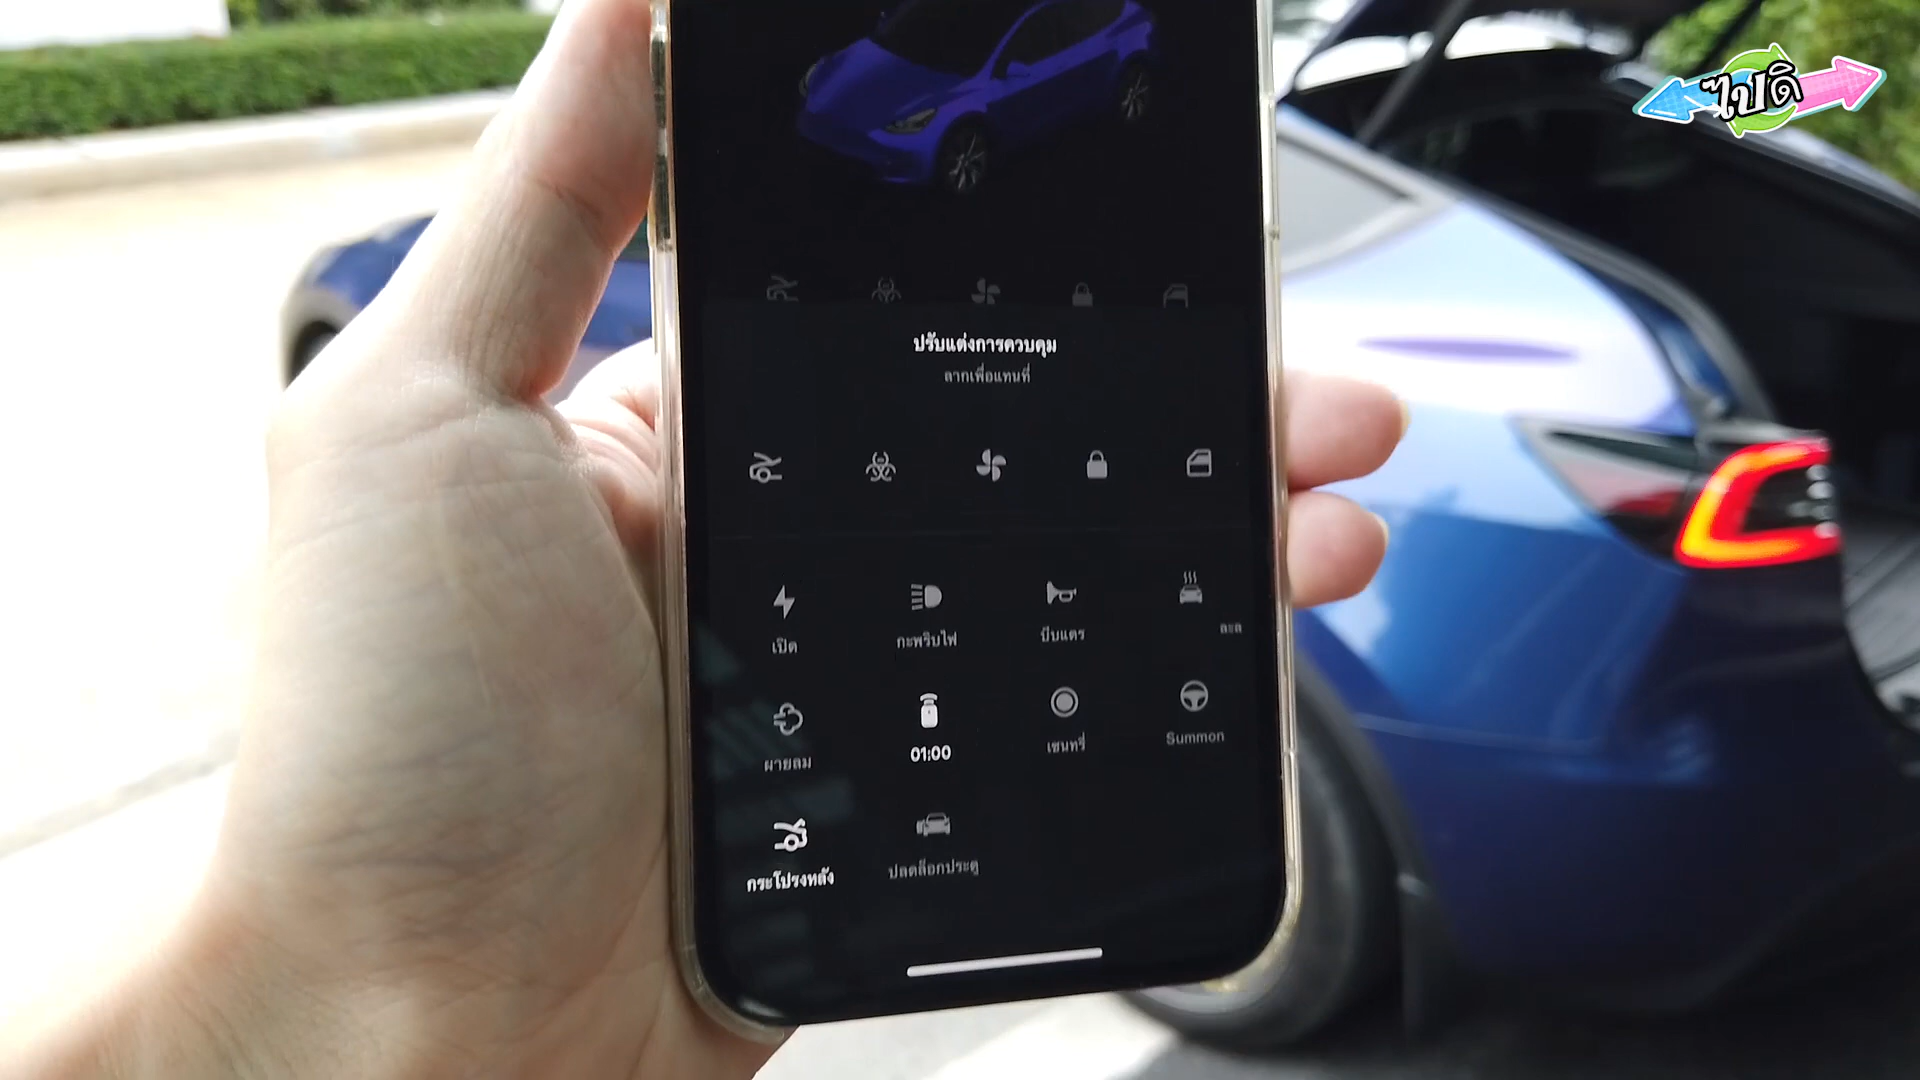 ไปดิ
ปรับแต่งการควบคุม
ลากเพื่อแทนที่
เปิด
กะพริบไฟ
บีบแตร
ละล
ผายลม
01:00
เซนทรี่
Summon
กระโปรงหลัง
ปลดล็อกประตู